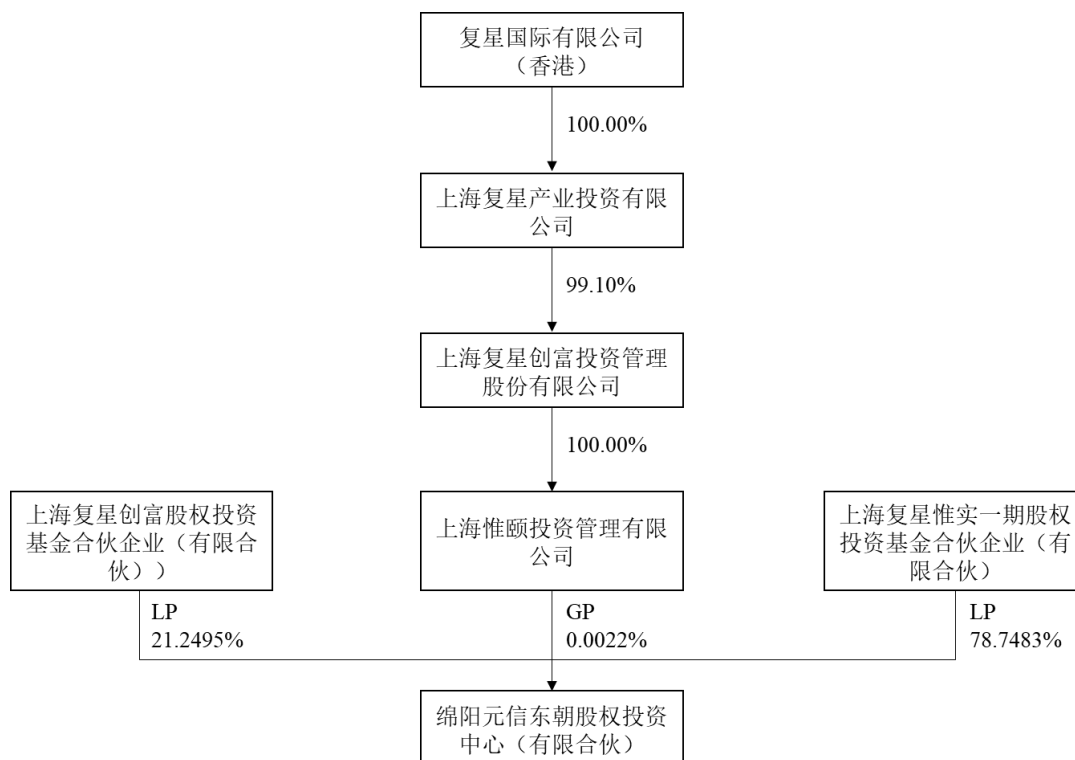 复星国际有限公司
（香港）
100.00%
上海复星产业投资有限
公司
99.10%
上海复星创富投资管理
股份有限公司
100.00%
上海复星创富股权投资
基金合伙企业（有限合
伙））
LP
21.2495%
上海惟颐投资管理有限
公司
GP
0.0022%
上海复星惟实一期股权
投资基金合伙企业（有
限合伙）
LP
78.7483%
绵阳元信东朝股权投资
中心（有限合伙）